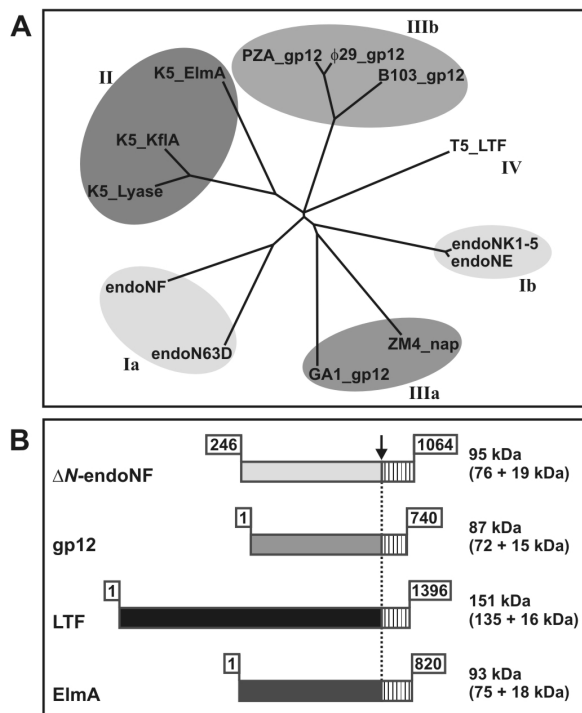 A
IIIb
PZA_gp12 ϕ29_gp12
II
K5_ElmA
B103_gp12
K5_KflA
T5_LTF
K5_Lyase
IV
endoNK1-5
endoNE
endoNF
Ib
endoN63D
ZM4_nap
Ia
GA1_gp12
IIIa
B
246 1064
95 kDa
ΔN-endoNF
(76 + 19 kDa)
1 740
87 kDa
gp12
(72 + 15 kDa)
1 1396
151 kDa
LTF
(135 + 16 kDa)
1 820
93 kDa
ElmA
(75 + 18 kDa)